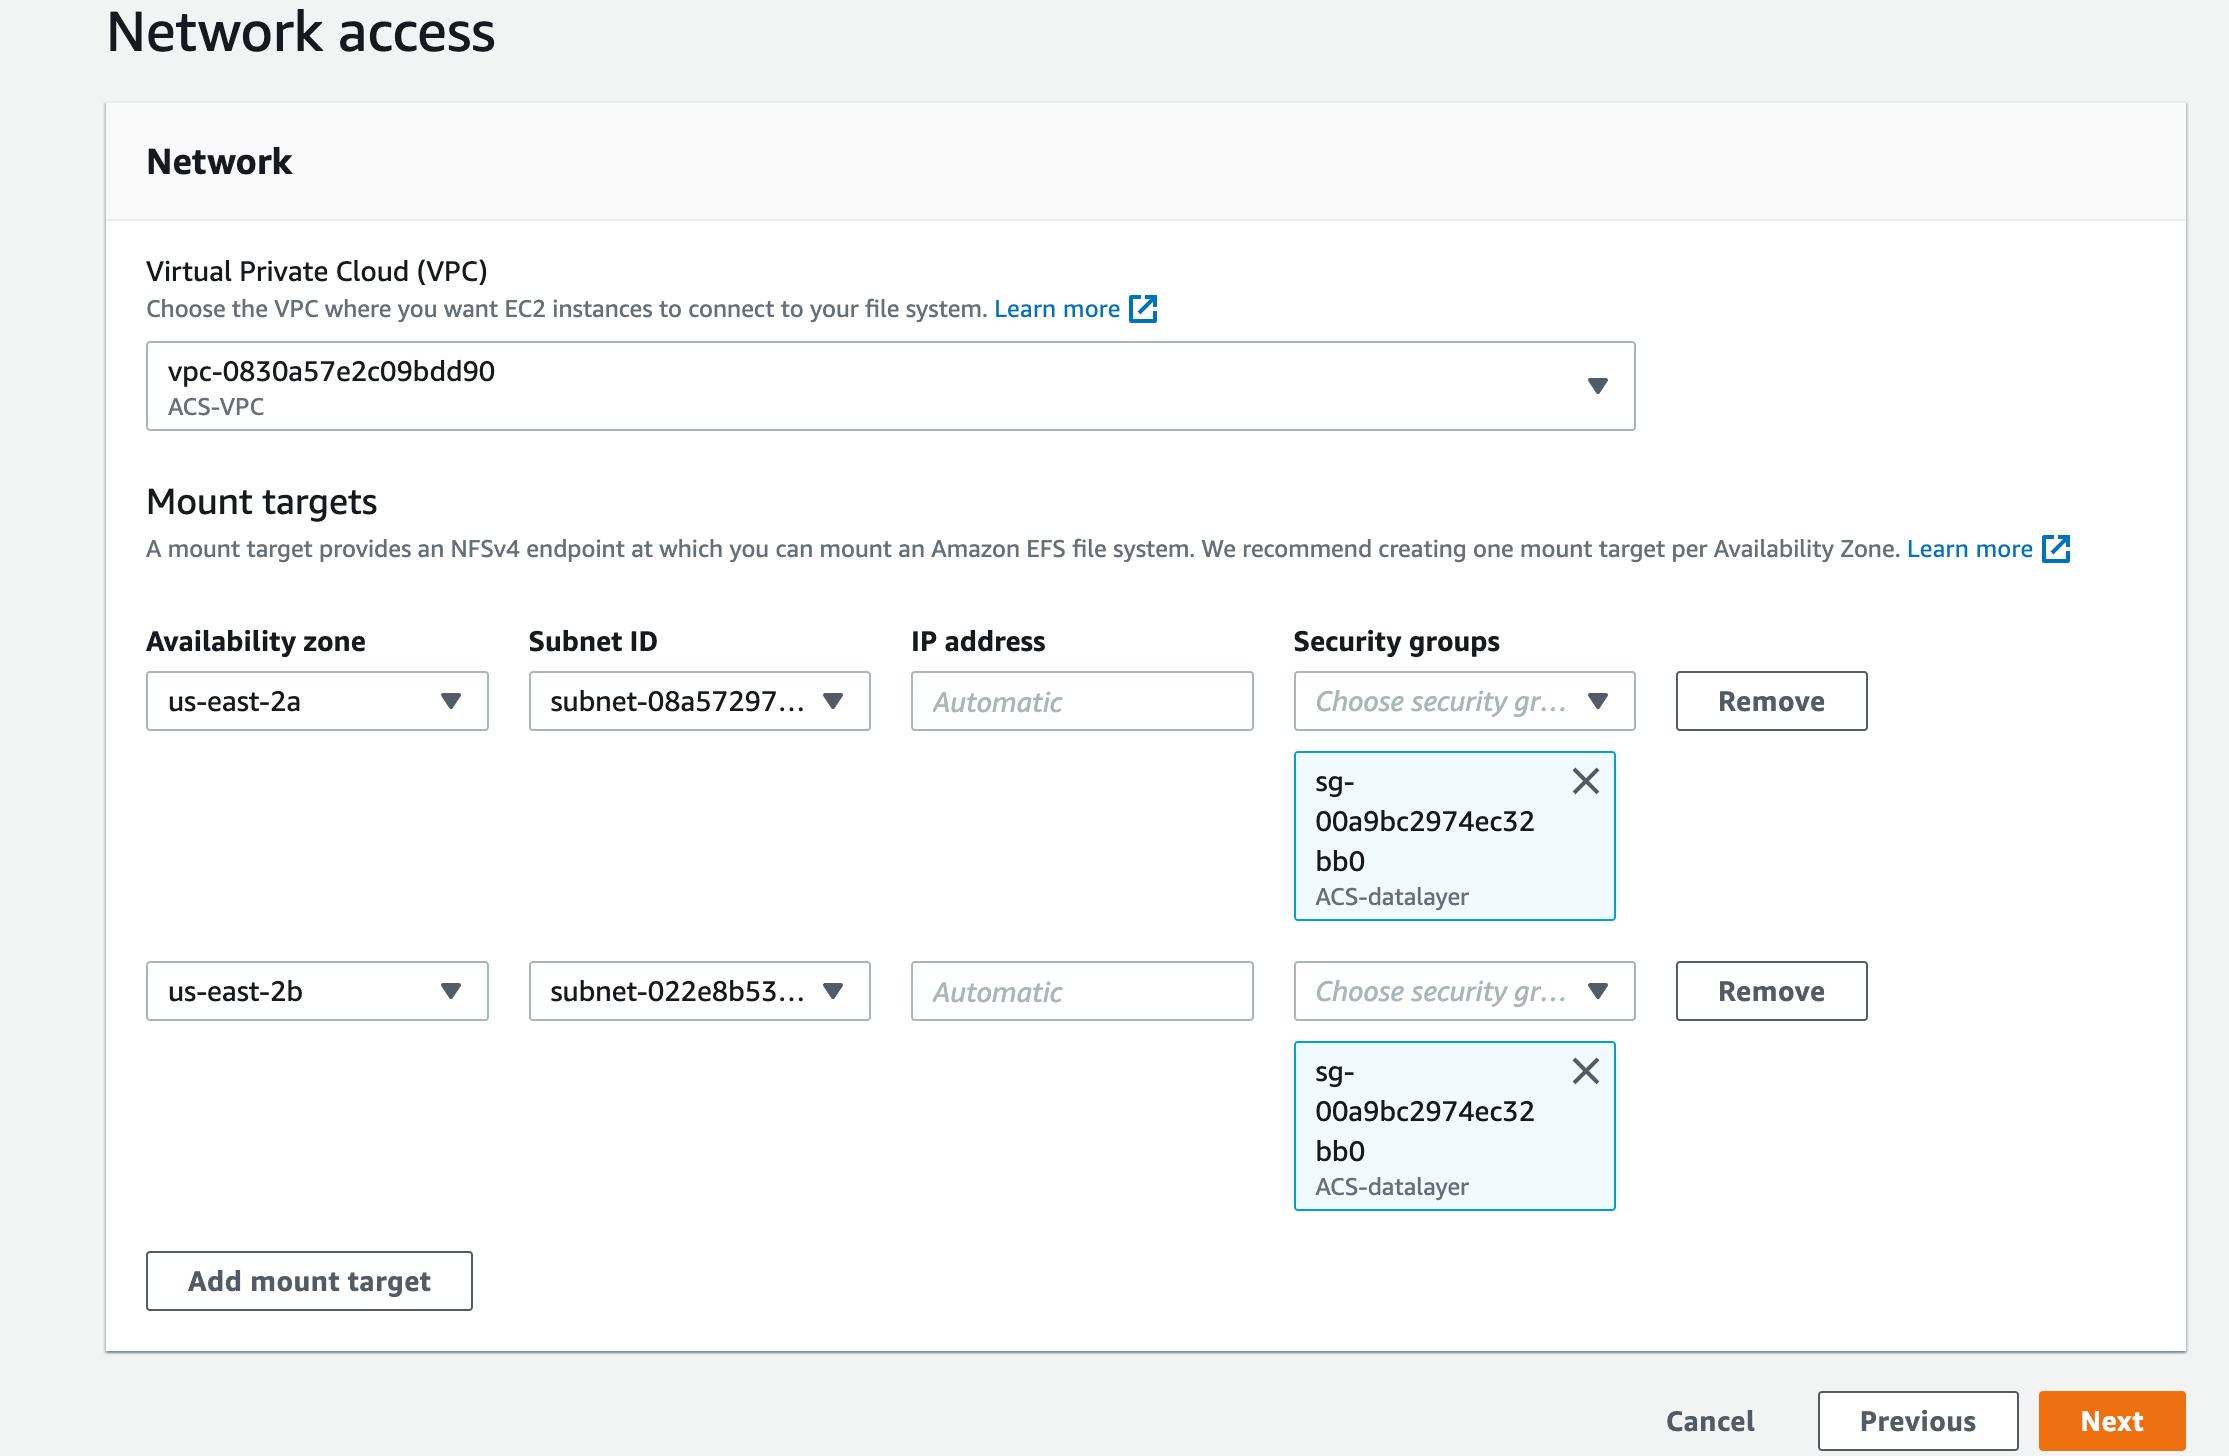 Network access
Network
Virtual Private Cloud (VPC)
Choose the VPC where you want EC2 instances to connect to your file system. Learn more
vpc-0830a57e2c09bdd90
ACS-VPC
Mount targets
A mount target provides an NFSv4 endpoint at which you can mount an Amazon EFS file system. We recommend creating one mount target per Availability Zone. Learn more
Availability zone Subnet ID IP address Security groups
us-east-2a subnet-08a57297... Automatic Choose security gr... Remove
sg-
00a9bc2974ec32
bb0
ACS-datalayer
us-east-2b subnet-022e8b53... Automatic Choose security gr... Remove
sg-
00a9bc2974ec32
bb0
ACS-datalayer
Add mount target
Cancel Previous Next